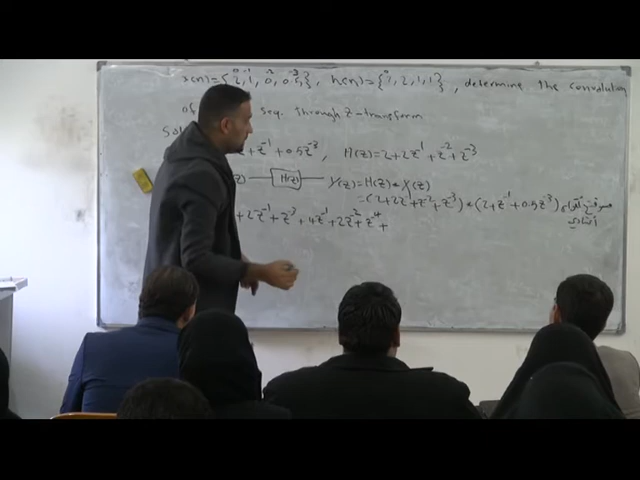 x(n)={2,1,0,0.5}, h(n)={2,2,1,1}, determine the convolution
of seq. through Z-transform
Sol
+z⁻¹+0.5z⁻³, H(z)=2+2z⁻¹+z⁻²+z⁻³
z) H(z) Y(z)=H(z)*X(z)
=(2+2z⁻¹+z⁻²+z⁻³)*(2+z⁻¹+0.5z⁻³)
+2z⁻¹+z⁻³+4z⁻¹+2z⁻²+z⁻⁴+